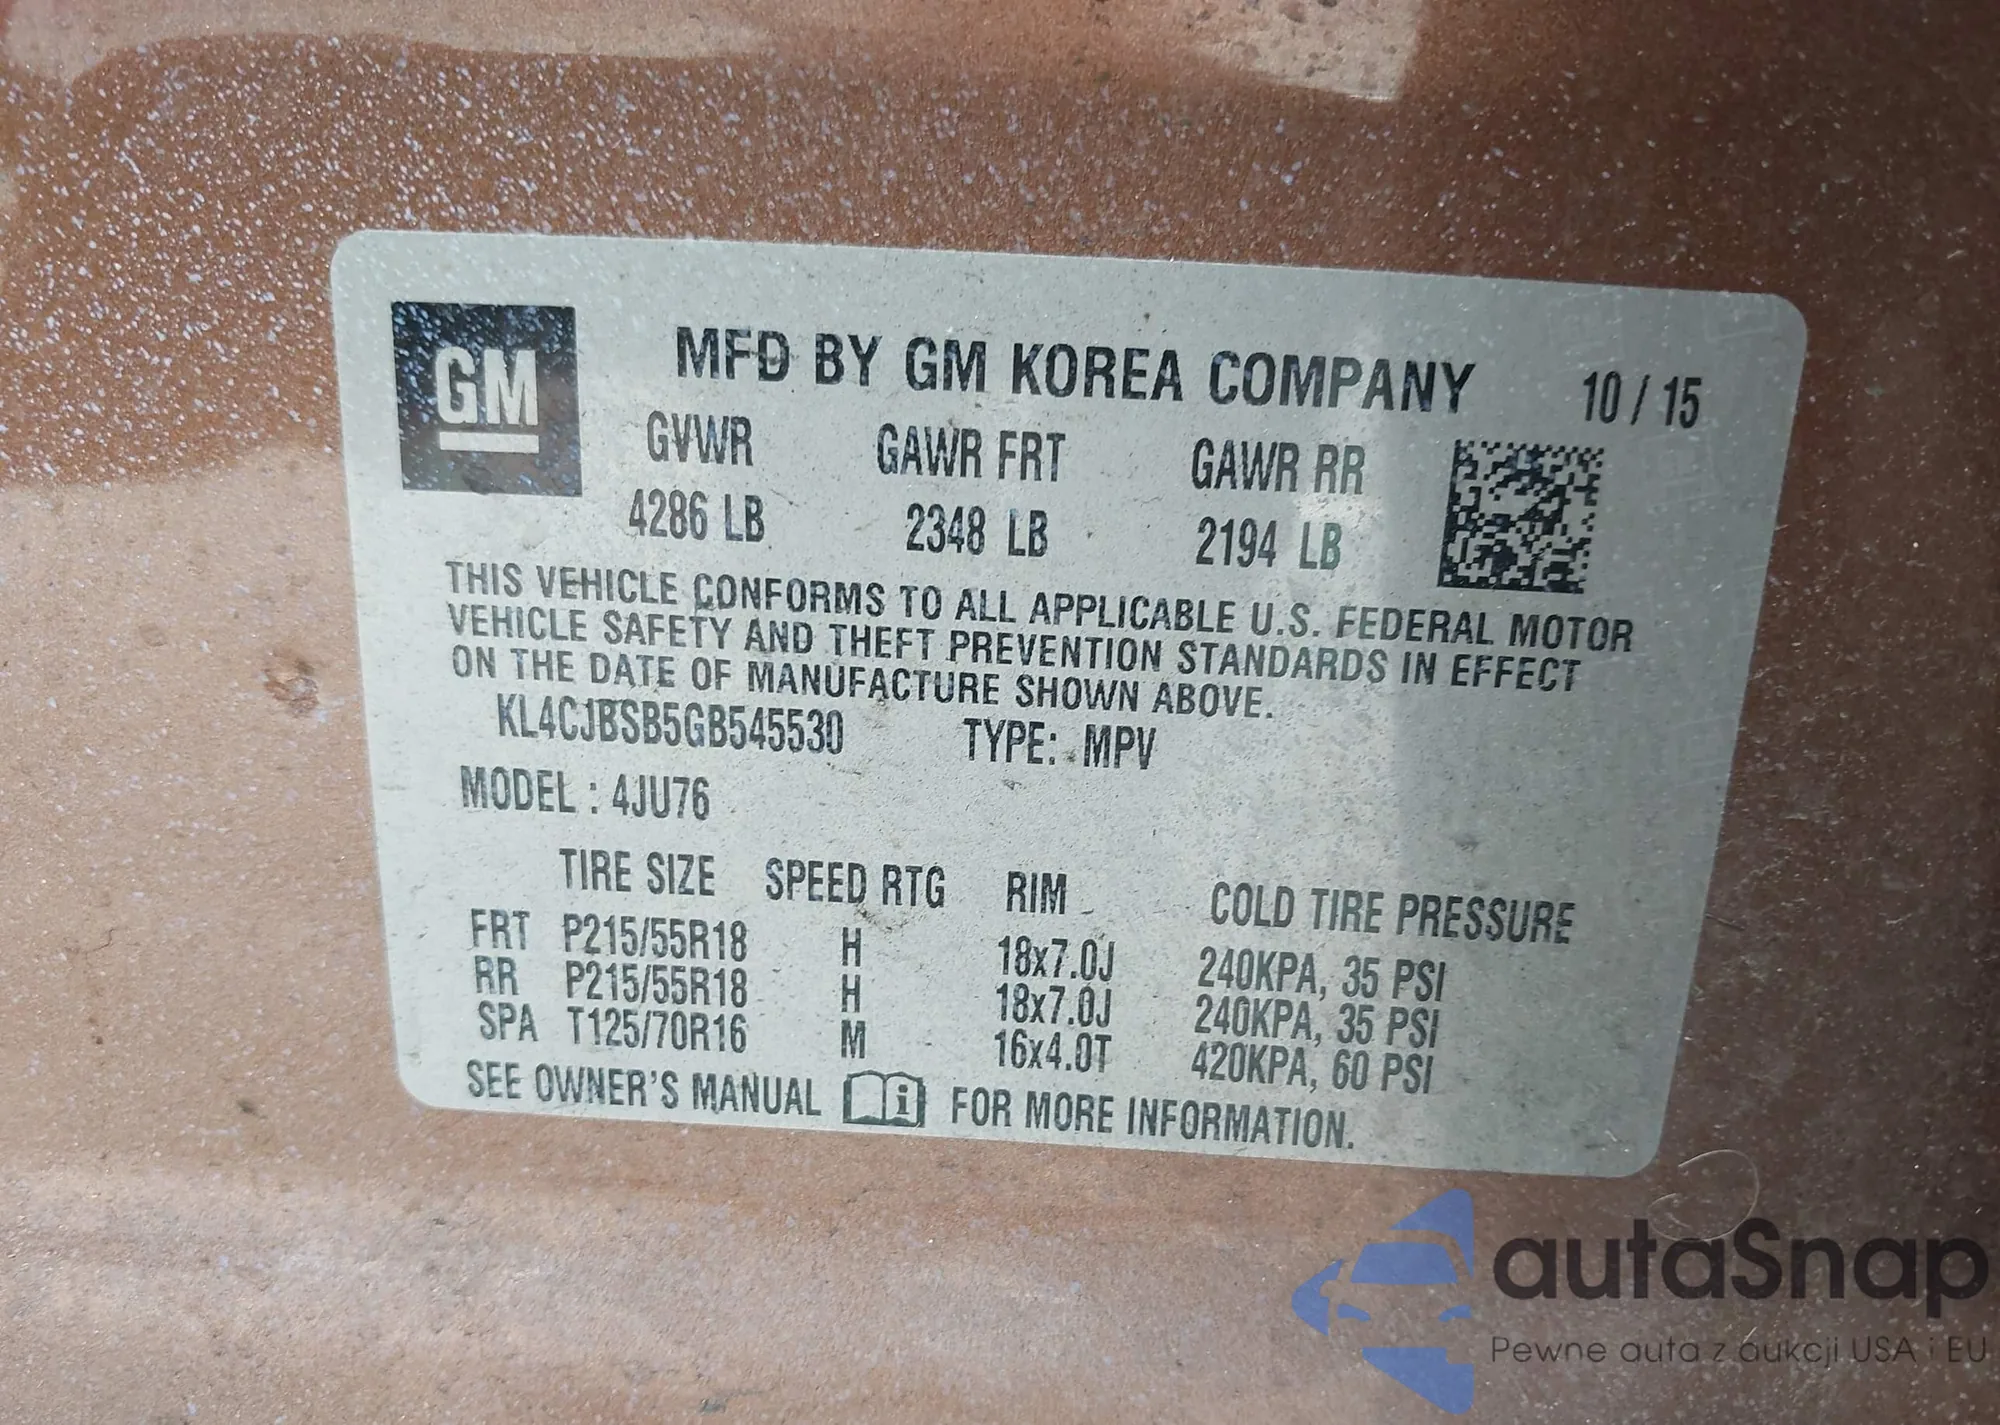 GM
MFD BY GM KOREA COMPANY 10 / 15
GVWR GAWR FRT GAWR RR
4286 LB 2348 LB 2194 LB
THIS VEHICLE CONFORMS TO ALL APPLICABLE U.S. FEDERAL MOTOR
VEHICLE SAFETY AND THEFT PREVENTION STANDARDS IN EFFECT
ON THE DATE OF MANUFACTURE SHOWN ABOVE.
KL4CJBSB5GB545530 TYPE: MPV
MODEL : 4JU76
TIRE SIZE SPEED RTG RIM COLD TIRE PRESSURE
FRT P215/55R18 H 18x7.0J 240KPA, 35 PSI
RR P215/55R18 H 18x7.0J 240KPA, 35 PSI
SPA T125/70R16 M 16x4.0T 420KPA, 60 PSI
SEE OWNER'S MANUAL i FOR MORE INFORMATION.
autaSnap
Pewne auta z aukcji USA i EU